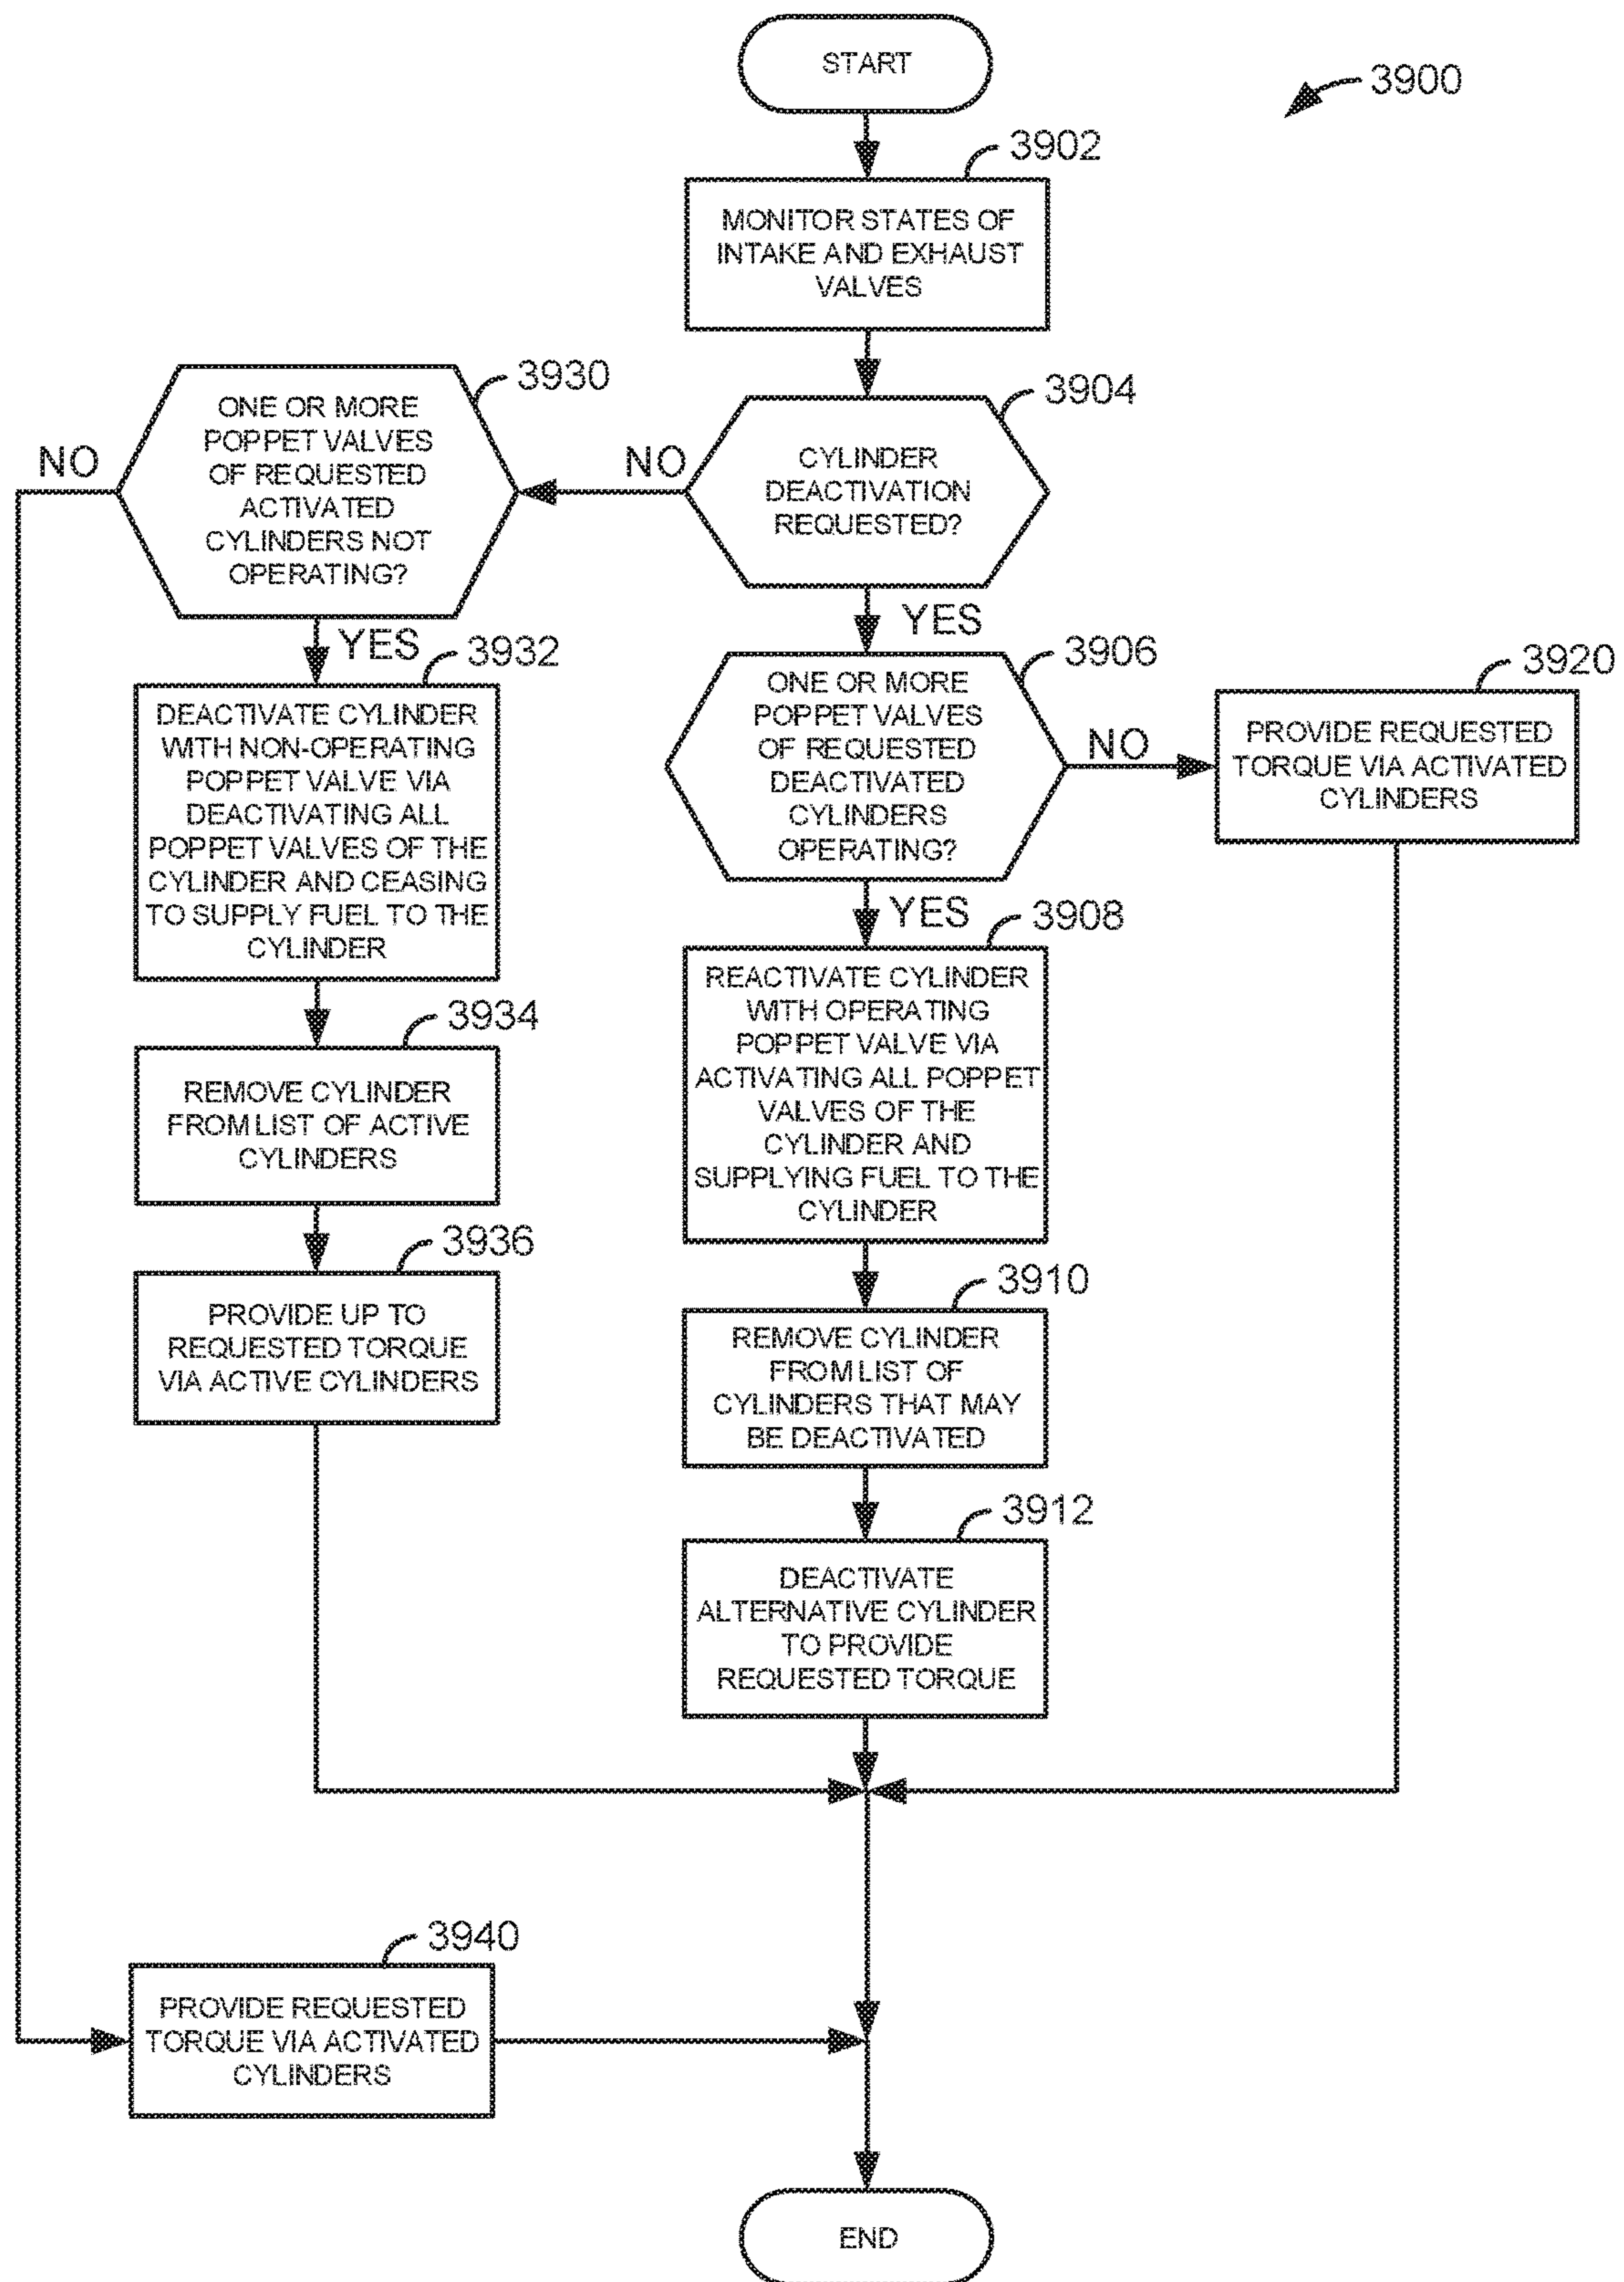 START
3900
3902
MONITOR STATES OF
INTAKE AND EXHAUST
VALVES
3904
CYLINDER
DEACTIVATION
REQUESTED?
NO
YES
3930
ONE OR MORE
POPPET VALVES
OF REQUESTED
ACTIVATED
CYLINDERS NOT
OPERATING?
NO
YES
3906
ONE OR MORE
POPPET VALVES
OF REQUESTED
DEACTIVATED
CYLINDERS
OPERATING?
NO
YES
3920
PROVIDE REQUESTED
TORQUE VIA ACTIVATED
CYLINDERS
3932
DEACTIVATE CYLINDER
WITH NON-OPERATING
POPPET VALVE VIA
DEACTIVATING ALL
POPPET VALVES OF THE
CYLINDER AND CEASING
TO SUPPLY FUEL TO THE
CYLINDER
3908
REACTIVATE CYLINDER
WITH OPERATING
POPPET VALVE VIA
ACTIVATING ALL POPPET
VALVES OF THE
CYLINDER AND
SUPPLYING FUEL TO THE
CYLINDER
3934
REMOVE CYLINDER
FROM LIST OF ACTIVE
CYLINDERS
3936
PROVIDE UP TO
REQUESTED TORQUE
VIA ACTIVE CYLINDERS
3910
REMOVE CYLINDER
FROM LIST OF
CYLINDERS THAT MAY
BE DEACTIVATED
3912
DEACTIVATE
ALTERNATIVE CYLINDER
TO PROVIDE
REQUESTED TORQUE
3940
PROVIDE REQUESTED
TORQUE VIA ACTIVATED
CYLINDERS
END